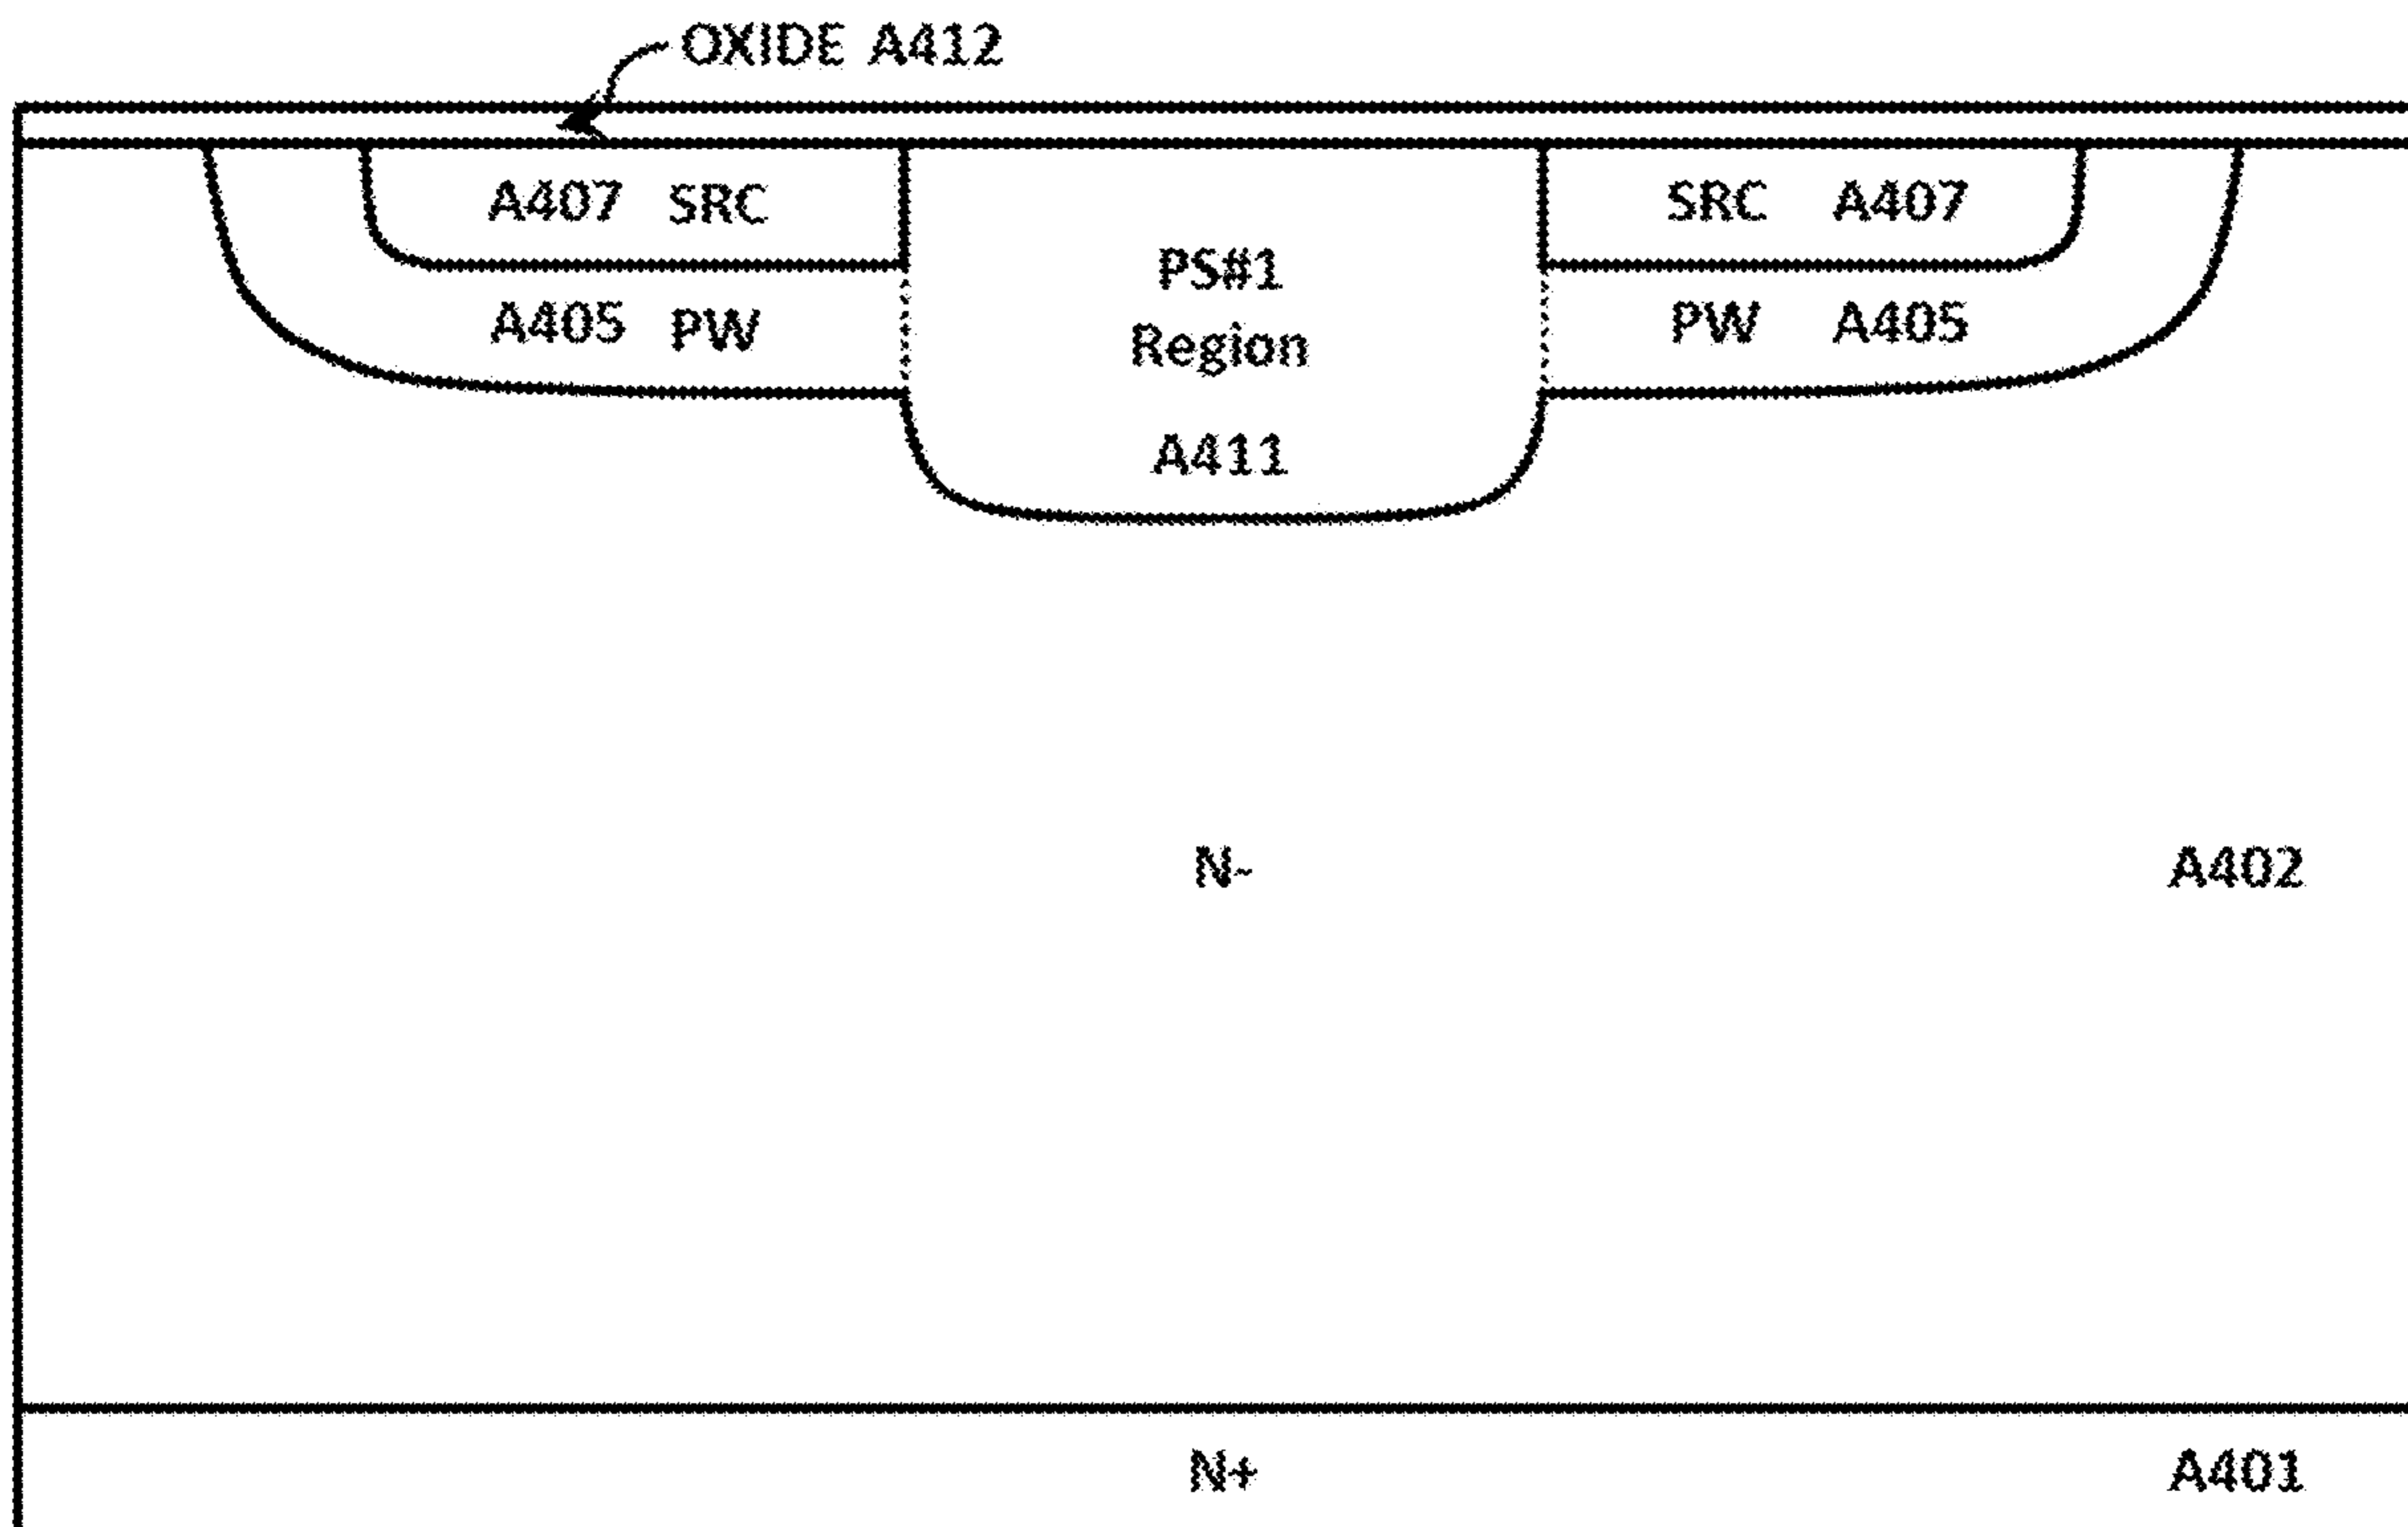 OXIDE A412
A407 SRC
SRC A407
PS#1
Region
A405 PW
PW A405
A411
N-
A402
N+
A401